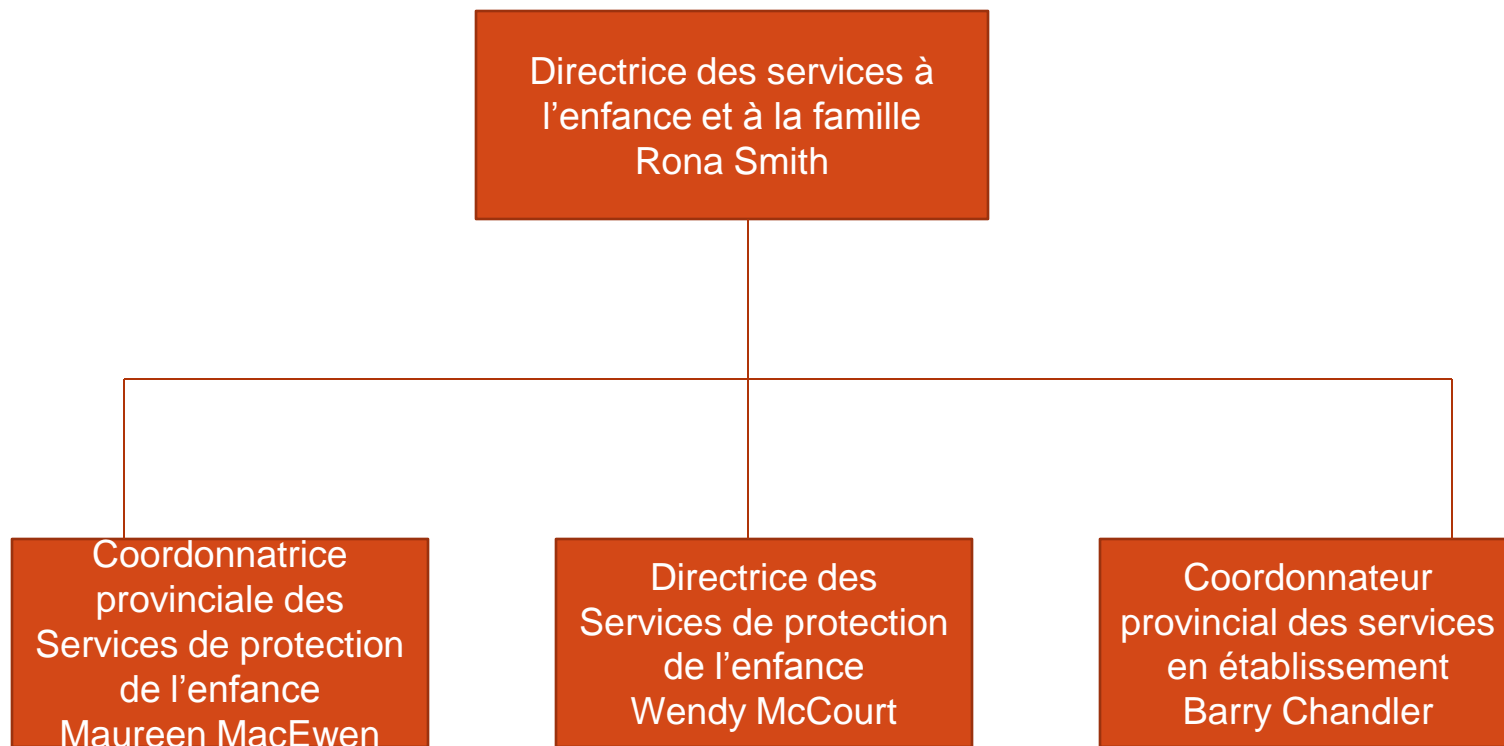 Directrice des services à
l’enfance et à la famille
Rona Smith
Coordonnatrice
provinciale des
Services de protection
de l’enfance
Maureen MacEwen
Directrice des
Services de protection
de l’enfance
Wendy McCourt
Coordonnateur
provincial des services
en établissement
Barry Chandler